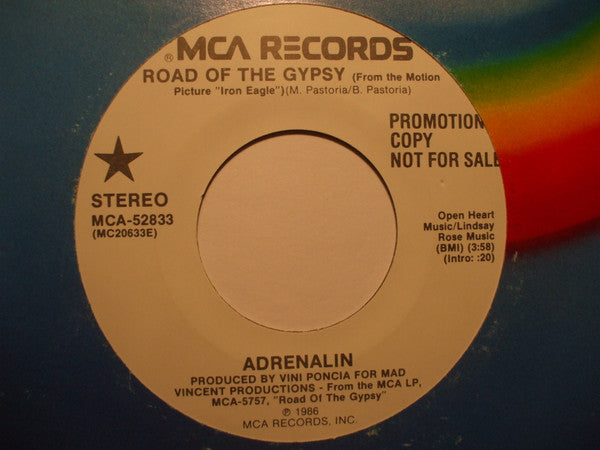 ® MCA RECORDS
ROAD OF THE GYPSY (From the Motion
Picture "Iron Eagle")(M. Pastoria/B. Pastoria)
PROMOTION
COPY
NOT FOR SALE
STEREO
MCA-52833
(MC20633E)
Open Heart
Music/Lindsay
Rose Music
(BMI) (3:58)
(Intro: :20)
ADRENALIN
PRODUCED BY VINI PONCIA FOR MAD
VINCENT PRODUCTIONS - From the MCA LP,
MCA-5757, "Road Of The Gypsy"
℗ 1986
MCA RECORDS, INC